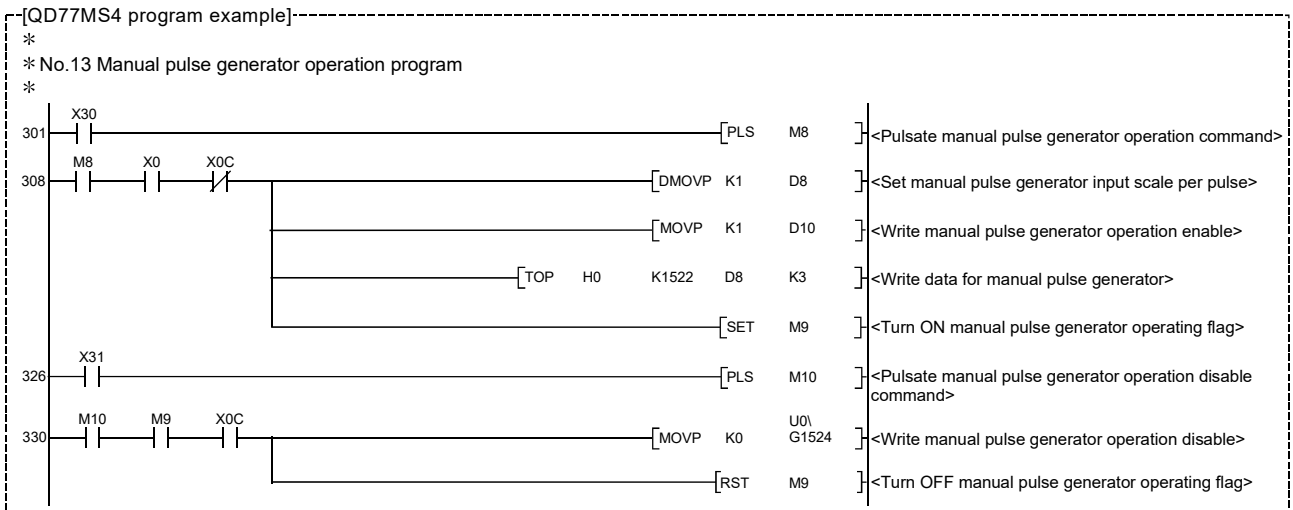 [QD77MS4 program example]
*
* No.13 Manual pulse generator operation program
*
X30
301 [PLS M8 ] <Pulsate manual pulse generator operation command>
M8 X0 X0C
308 [DMOVP K1 D8 ] <Set manual pulse generator input scale per pulse>
[MOVP K1 D10 ] <Write manual pulse generator operation enable>
[TOP H0 K1522 D8 K3 ] <Write data for manual pulse generator>
[SET M9 ] <Turn ON manual pulse generator operating flag>
X31
326 [PLS M10 ] <Pulsate manual pulse generator operation disable
command>
M10 M9 X0C U0\
330 [MOVP K0 G1524 ] <Write manual pulse generator operation disable>
[RST M9 ] <Turn OFF manual pulse generator operating flag>